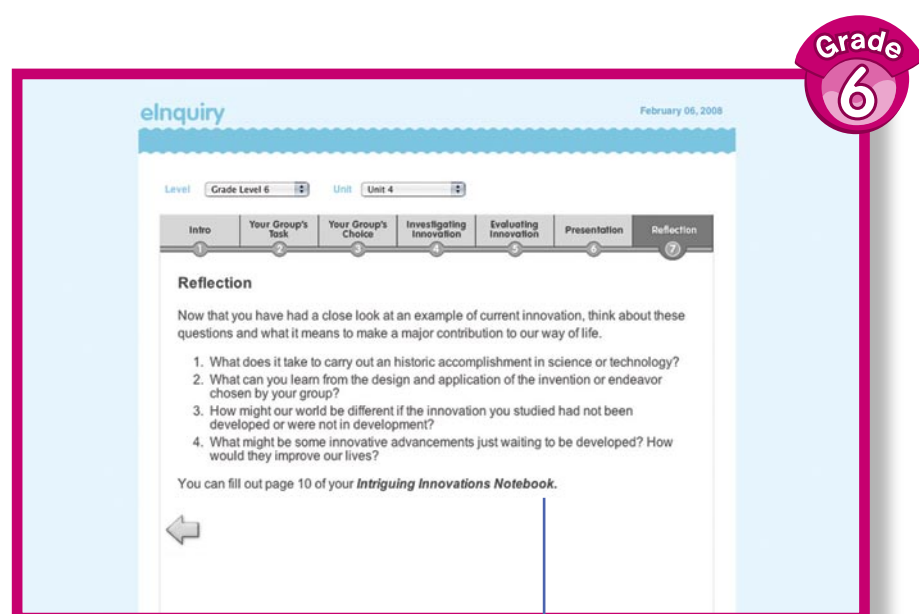 Grade
6
eInquiry
February 06, 2008
Level Grade Level 6 Unit Unit 4
Intro
1
Your Group's
Task
2
Your Group's
Choice
3
Investigating
Innovation
4
Evaluating
Innovation
5
Presentation
6
Reflection
7
Reflection
Now that you have had a close look at an example of current innovation, think about these
questions and what it means to make a major contribution to our way of life.
1. What does it take to carry out an historic accomplishment in science or technology?
2. What can you learn from the design and application of the invention or endeavor
chosen by your group?
3. How might our world be different if the innovation you studied had not been
developed or were not in development?
4. What might be some innovative advancements just waiting to be developed? How
would they improve our lives?
You can fill out page 10 of your Intriguing Innovations Notebook.